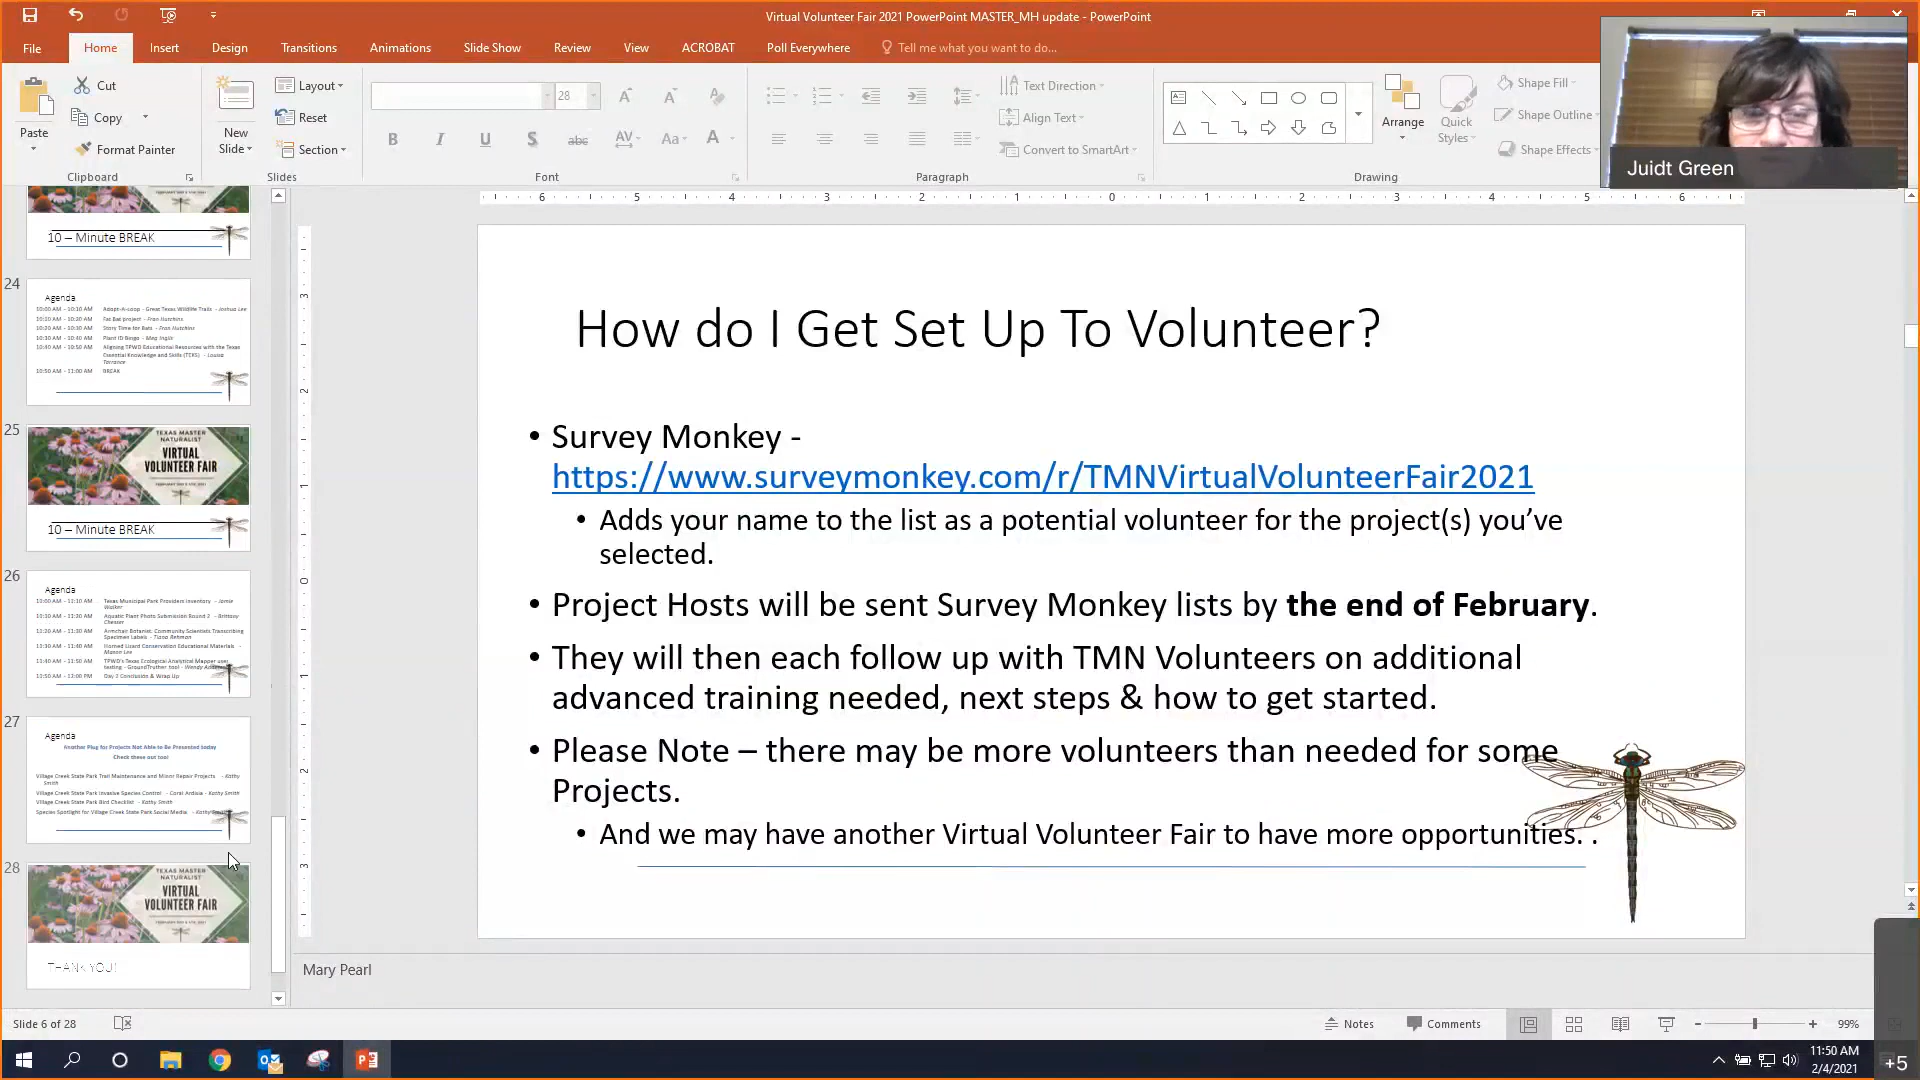 Virtual Volunteer Fair 2021 PowerPoint MASTER_MH update - PowerPoint
File Home Insert Design Transitions Animations Slide Show Review View ACROBAT Poll Everywhere Tell me what you want to do...
Paste
Cut
Copy
Format Painter
Clipboard
New
Slide
Layout
Reset
Section
Slides
28
Font
Text Direction
Align Text
Convert to SmartArt
Paragraph
Arrange
Quick
Styles
Shape Fill
Shape Outline
Shape Effects
Drawing
Juidt Green
10 – Minute BREAK
24
Agenda
10:00 AM - 10:10 AM Adopt-A-Loop - Great Texas Wildlife Trails - Joshua Lee
10:10 AM - 10:20 AM Fat Bat project - Fran Hutchins
10:20 AM - 10:30 AM Story Time for Bats - Fran Hutchins
10:30 AM - 10:40 AM Plant ID Bingo - Meg Inglis
10:40 AM - 10:50 AM Aligning TPWD Educational Resources with the Texas
Essential Knowledge and Skills (TEKS) - Louisa
Torrance
10:50 AM - 11:00 AM BREAK
25
TEXAS MASTER
NATURALIST
VIRTUAL
VOLUNTEER FAIR
10 – Minute BREAK
26
Agenda
11:00 AM - 11:10 AM Texas Municipal Park Providers Inventory - Jamie
Walker
Aquatic Plant Photo Submission Round 2 - Brittany
Chesser
Armchair Botanist: Community Scientists Transcribing
Specimen Labels - Tiana Rehman
11:30 AM - 11:40 AM Horned Lizard Conservation Educational Materials -
Mason Lee
11:40 AM - 11:50 AM TPWD's Texas Ecological Analytical Mapper user
testing - GroundTruther tool - Wendy
11:50 AM - 12:00 PM Day 2 Conclusion & Wrap Up
27
Agenda
Another Plug for Projects Not Able to Be Presented today
Check these out too!
Village Creek State Park Trail Maintenance and Minor Repair Projects - Kathy
Smith
Village Creek State Park Invasive Species Control - Coral Ardisia - Kathy Smith
Village Creek State Park Bird Checklist - Kathy Smith
Species Spotlight for Village Creek State Park Social Media - Kathy
28
TEXAS MASTER
NATURALIST
VIRTUAL
VOLUNTEER FAIR
THANK YOU!
How do I Get Set Up To Volunteer?
• Survey Monkey -
https://www.surveymonkey.com/r/TMNVirtualVolunteerFair2021
• Adds your name to the list as a potential volunteer for the project(s) you’ve
selected.
• Project Hosts will be sent Survey Monkey lists by the end of February.
• They will then each follow up with TMN Volunteers on additional
advanced training needed, next steps & how to get started.
• Please Note – there may be more volunteers than needed for some
Projects.
• And we may have another Virtual Volunteer Fair to have more opportunities. .
Mary Pearl
Slide 6 of 28
Notes
Comments
99%
11:50 AM
2/4/2021
+5